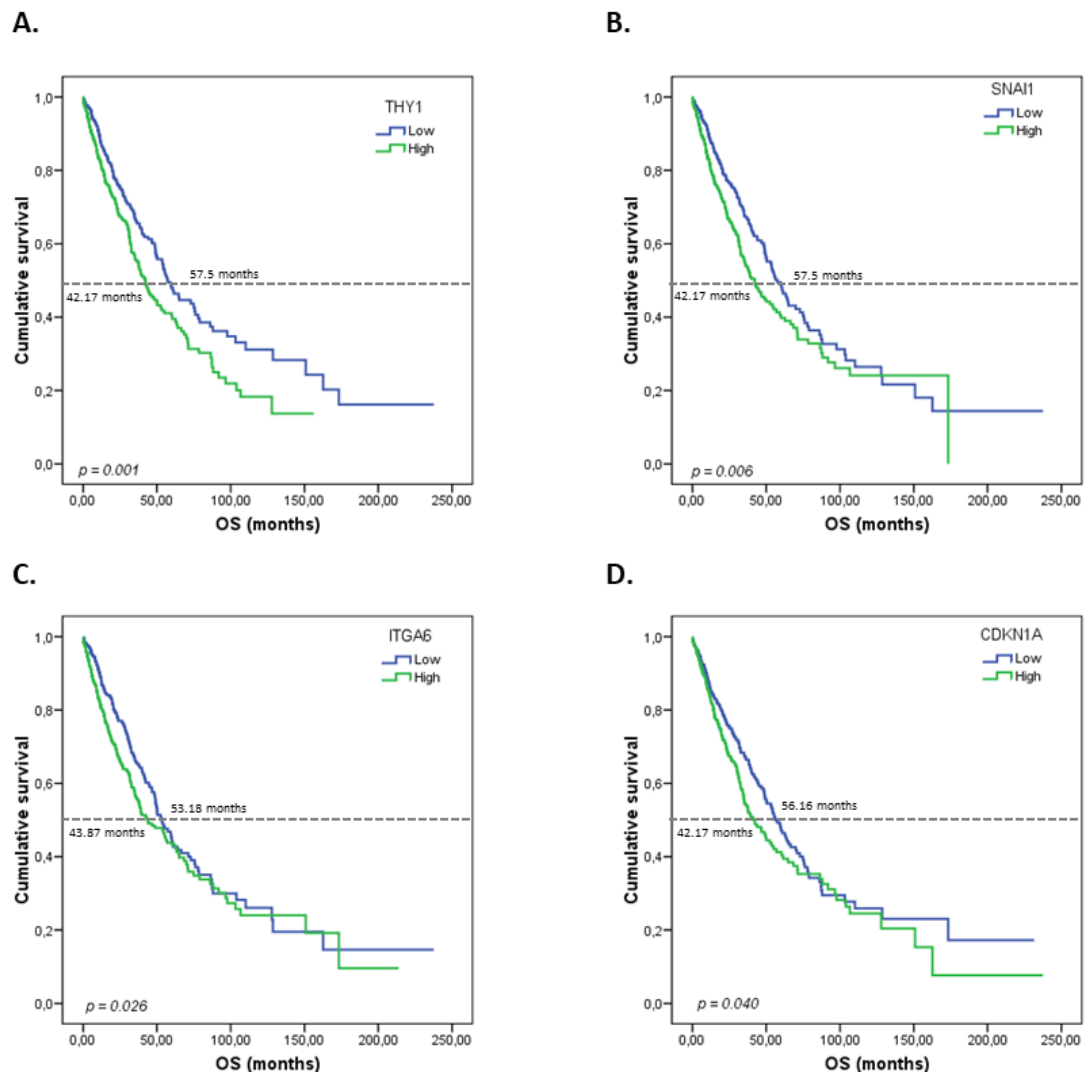 A.
THY1
Low
High
1,0
0,8
0,6
0,4
0,2
0,0
Cumulative survival
57.5 months
42.17 months
p = 0.001
0,00 50,00 100,00 150,00 200,00 250,00
OS (months)
B.
SNAI1
Low
High
1,0
0,8
0,6
0,4
0,2
0,0
Cumulative survival
57.5 months
42.17 months
p = 0.006
0,00 50,00 100,00 150,00 200,00 250,00
OS (months)
C.
ITGA6
Low
High
1,0
0,8
0,6
0,4
0,2
0,0
Cumulative survival
53.18 months
43.87 months
p = 0.026
0,00 50,00 100,00 150,00 200,00 250,00
OS (months)
D.
CDKN1A
Low
High
1,0
0,8
0,6
0,4
0,2
0,0
Cumulative survival
56.16 months
42.17 months
p = 0.040
0,00 50,00 100,00 150,00 200,00 250,00
OS (months)